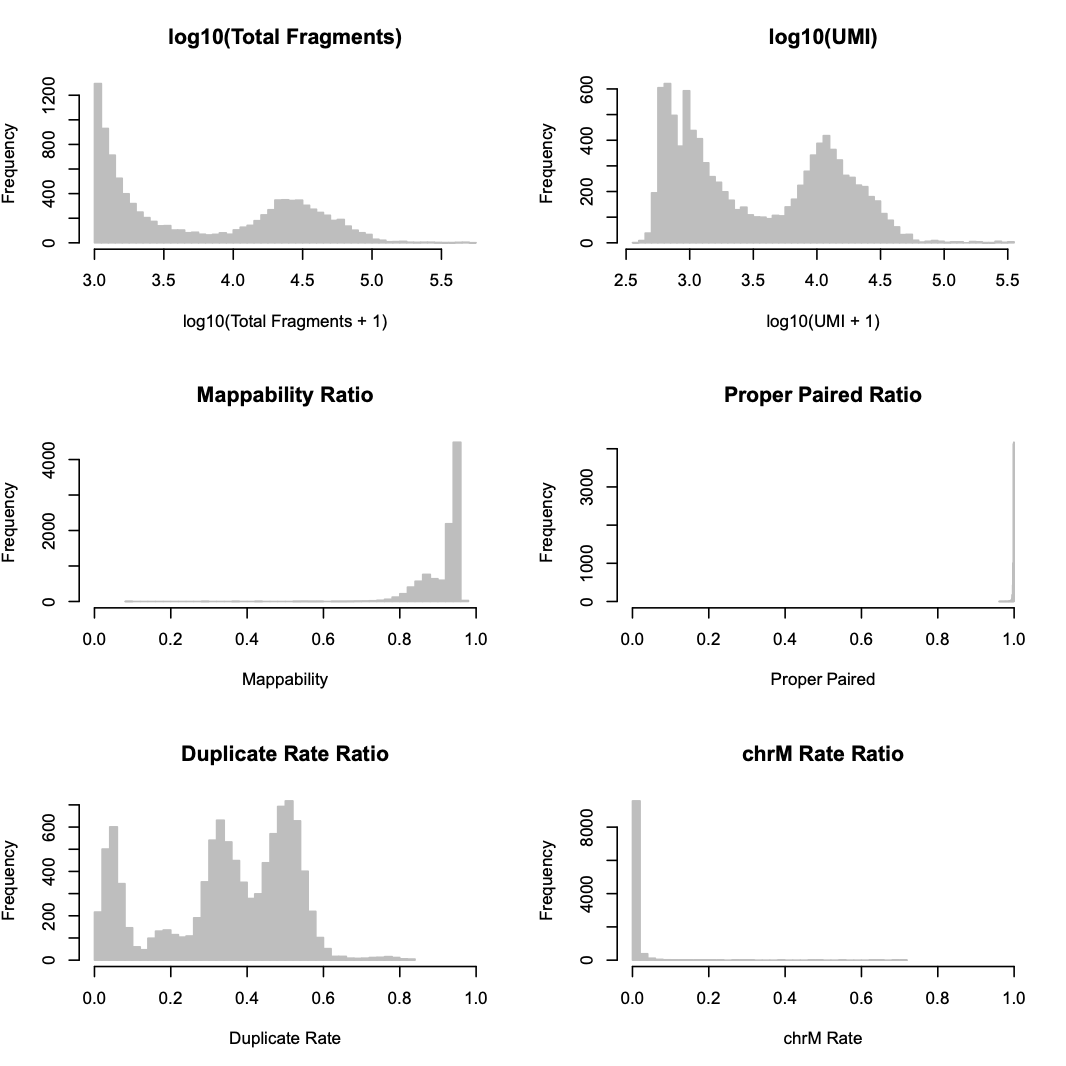 log10(Total Fragments)
Frequency
0 400 800 1200
3.0 3.5 4.0 4.5 5.0 5.5
log10(Total Fragments + 1)
log10(UMI)
Frequency
0 200 400 600
2.5 3.0 3.5 4.0 4.5 5.0 5.5
log10(UMI + 1)
Mappability Ratio
Frequency
0 2000 4000
0.0 0.2 0.4 0.6 0.8 1.0
Mappability
Proper Paired Ratio
Frequency
0 1000 3000
0.0 0.2 0.4 0.6 0.8 1.0
Proper Paired
Duplicate Rate Ratio
Frequency
0 200 400 600
0.0 0.2 0.4 0.6 0.8 1.0
Duplicate Rate
chrM Rate Ratio
Frequency
0 4000 8000
0.0 0.2 0.4 0.6 0.8 1.0
chrM Rate